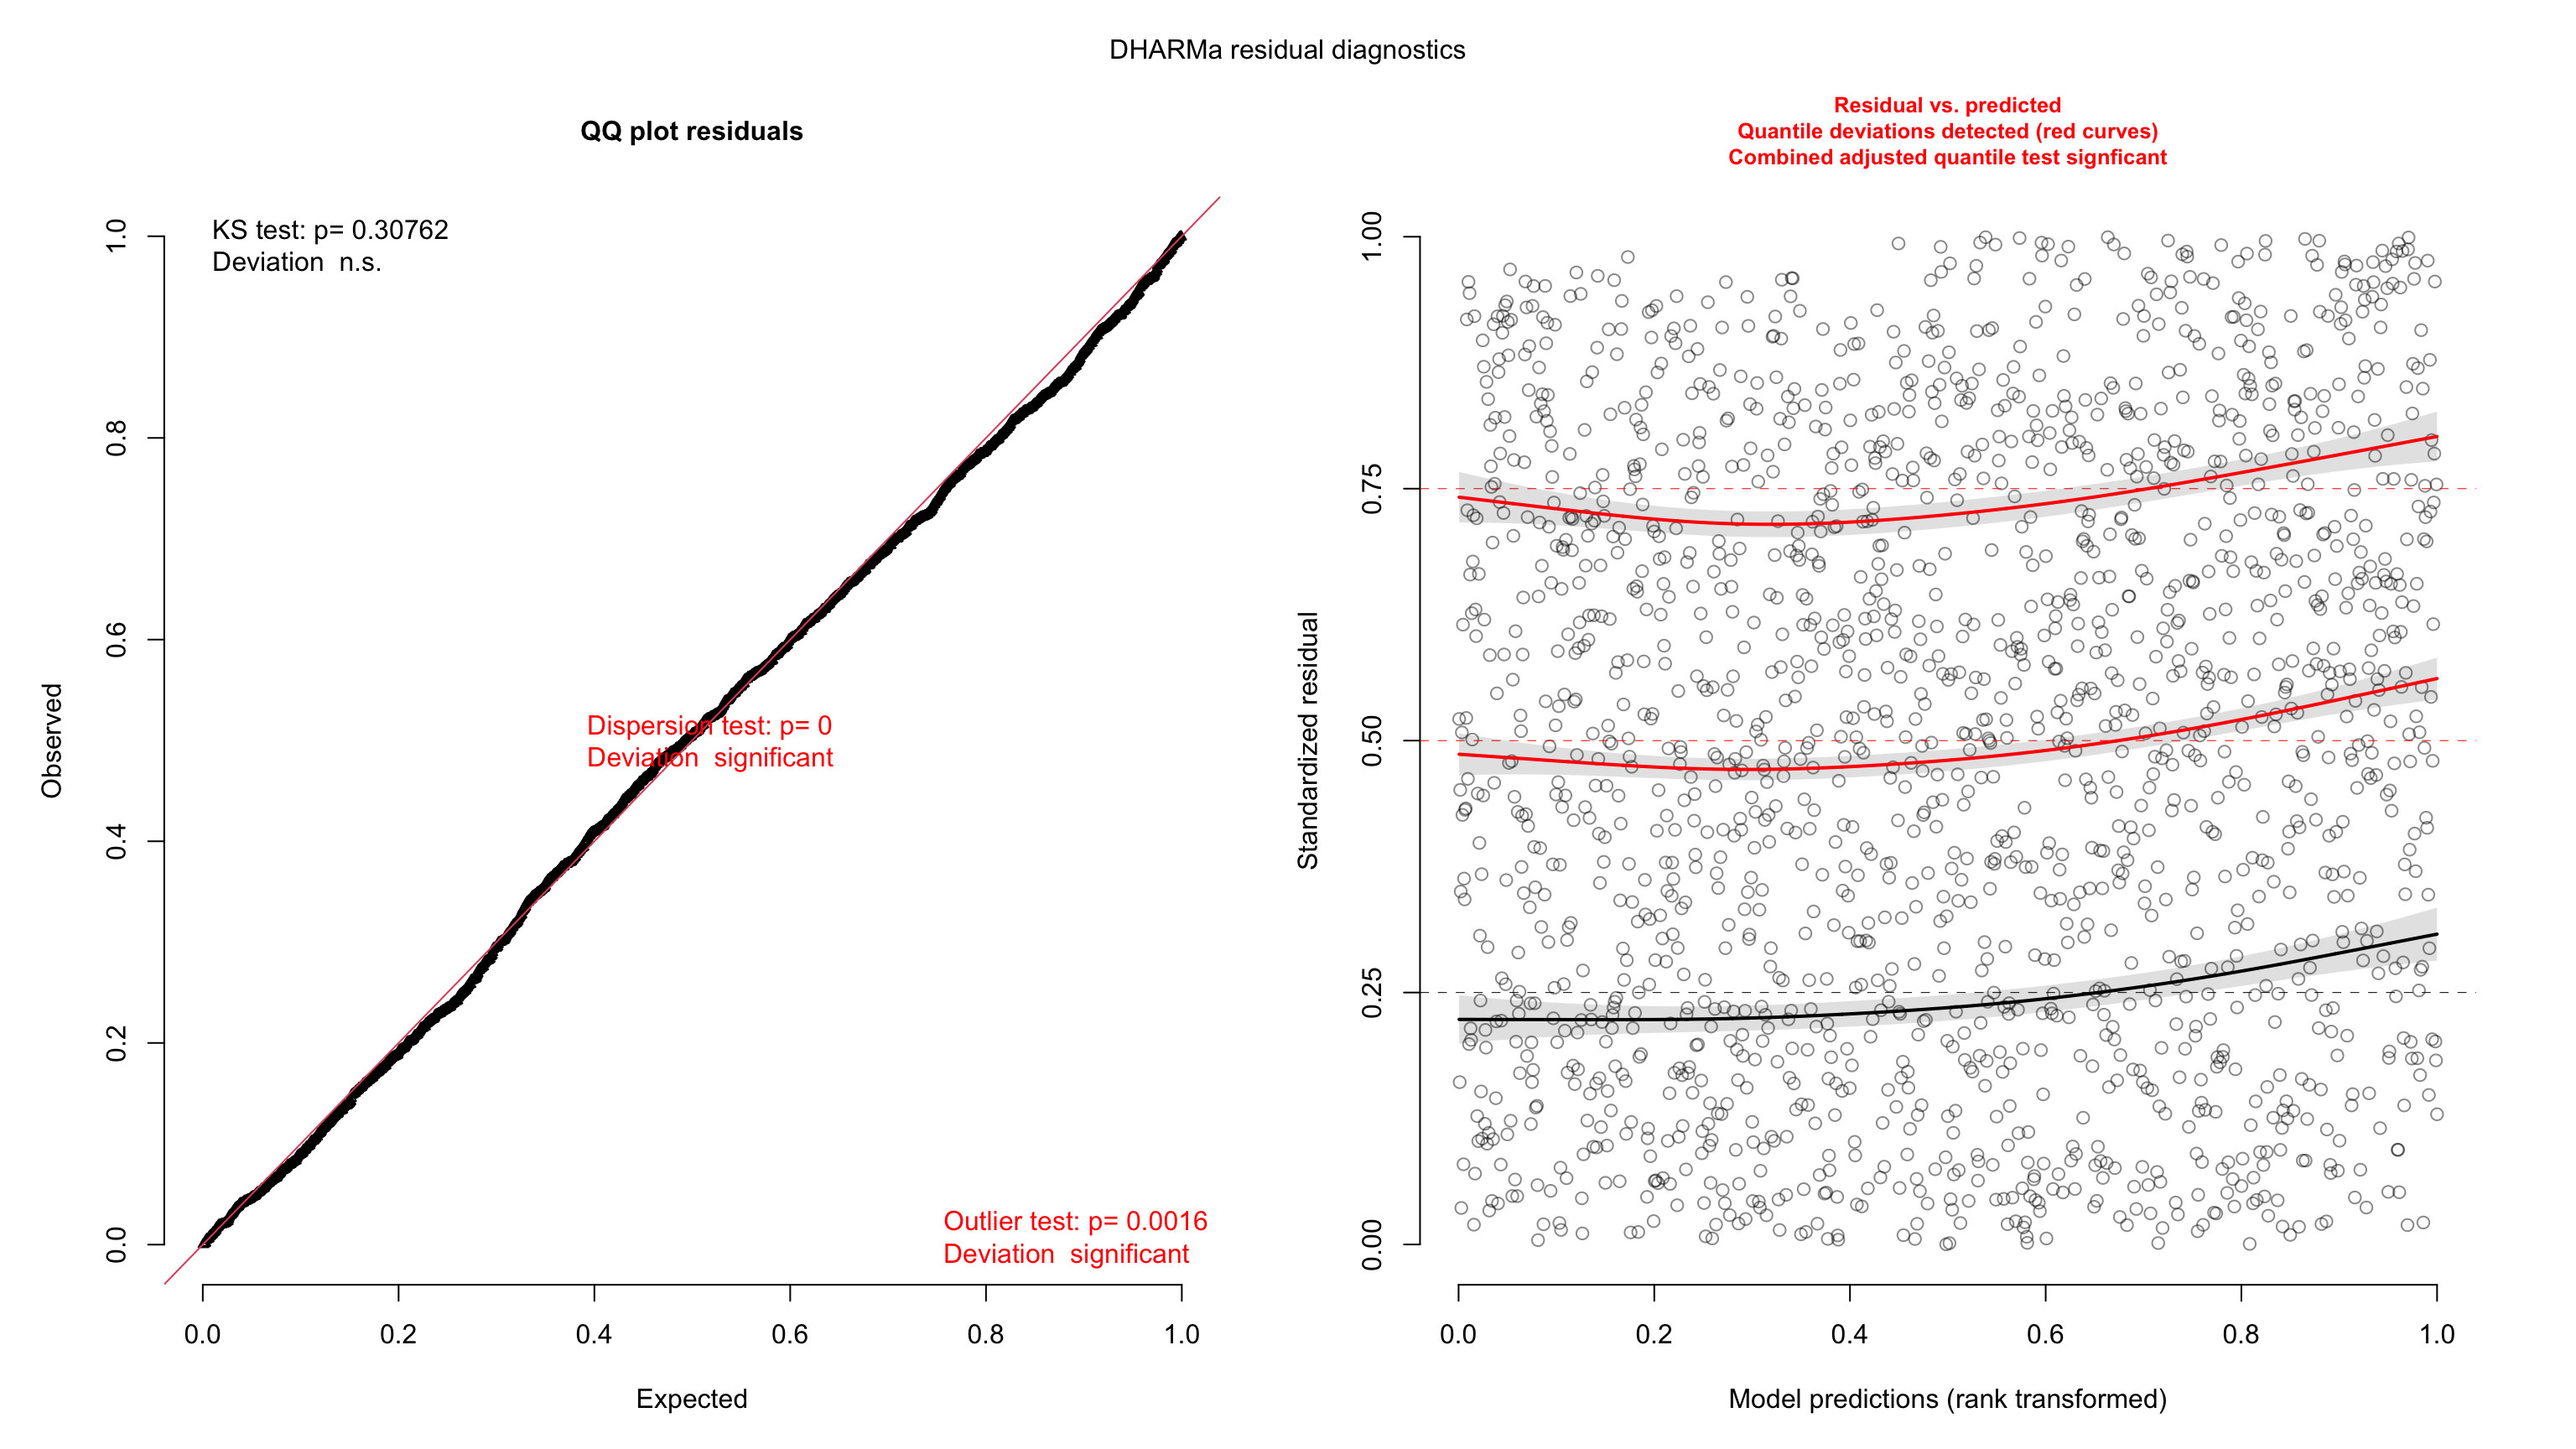 DHARMa residual diagnostics
QQ plot residuals
KS test: p= 0.30762
Deviation  n.s.
Dispersion test: p= 0
Deviation  significant
Outlier test: p= 0.0016
Deviation  significant
Observed
0.0
0.2
0.4
0.6
0.8
1.0
0.0
0.2
0.4
0.6
0.8
1.0
Expected
Residual vs. predicted
Quantile deviations detected (red curves)
Combined adjusted quantile test signficant
Standardized residual
0.00
0.25
0.50
0.75
1.00
0.0
0.2
0.4
0.6
0.8
1.0
Model predictions (rank transformed)